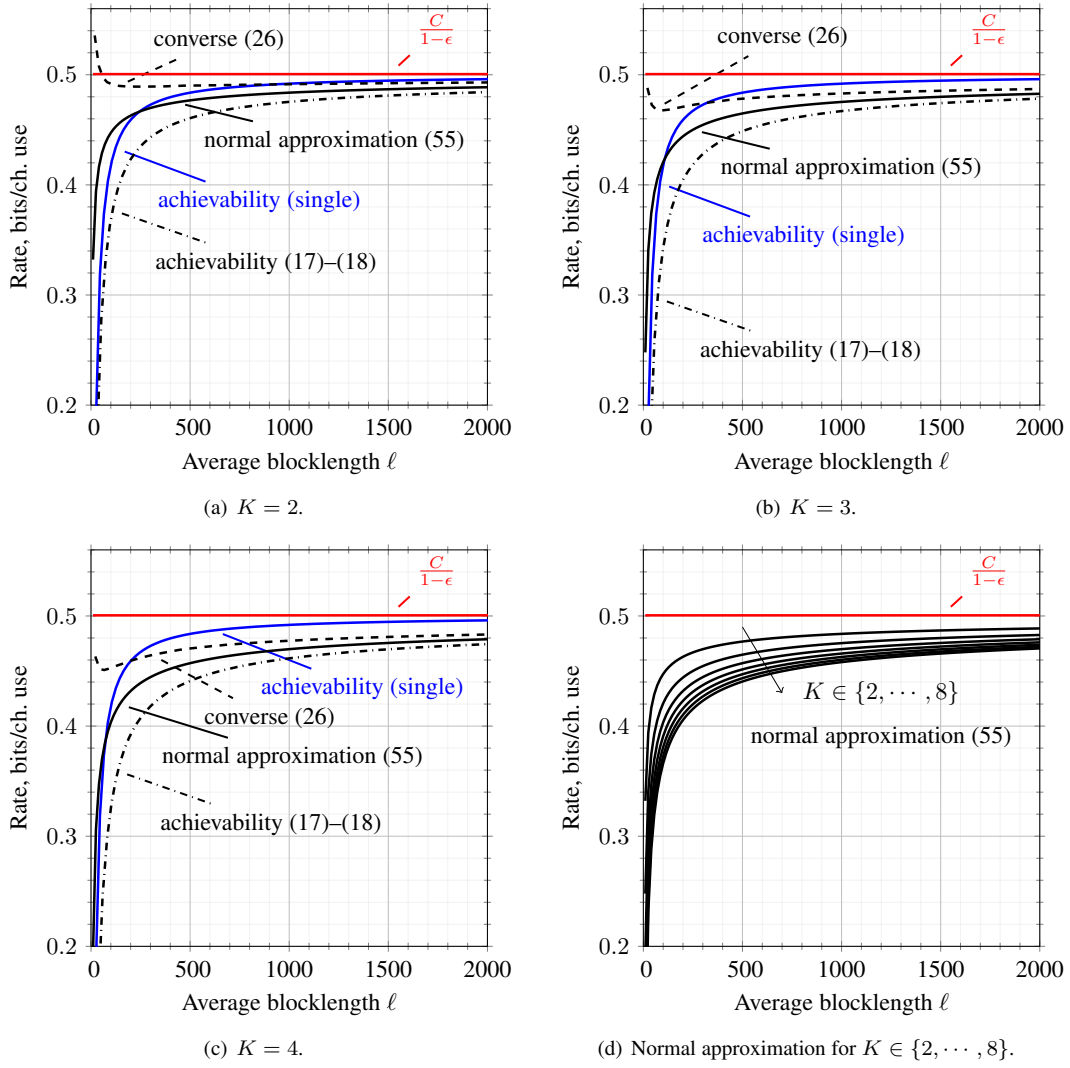 converse (26)
C/(1−ϵ)
0.5
normal approximation (55)
0.4
achievability (single)
achievability (17)–(18)
0.3
0.2
0 500 1000 1500 2000
Rate, bits/ch. use
Average blocklength ℓ
(a) K = 2.
converse (26)
C/(1−ϵ)
0.5
normal approximation (55)
0.4
achievability (single)
0.3
achievability (17)–(18)
0.2
0 500 1000 1500 2000
Rate, bits/ch. use
Average blocklength ℓ
(b) K = 3.
C/(1−ϵ)
0.5
achievability (single)
converse (26)
0.4
normal approximation (55)
achievability (17)–(18)
0.3
0.2
0 500 1000 1500 2000
Rate, bits/ch. use
Average blocklength ℓ
(c) K = 4.
C/(1−ϵ)
0.5
K ∈ {2, ··· , 8}
normal approximation (55)
0.4
0.3
0.2
0 500 1000 1500 2000
Rate, bits/ch. use
Average blocklength ℓ
(d) Normal approximation for K ∈ {2, ··· , 8}.